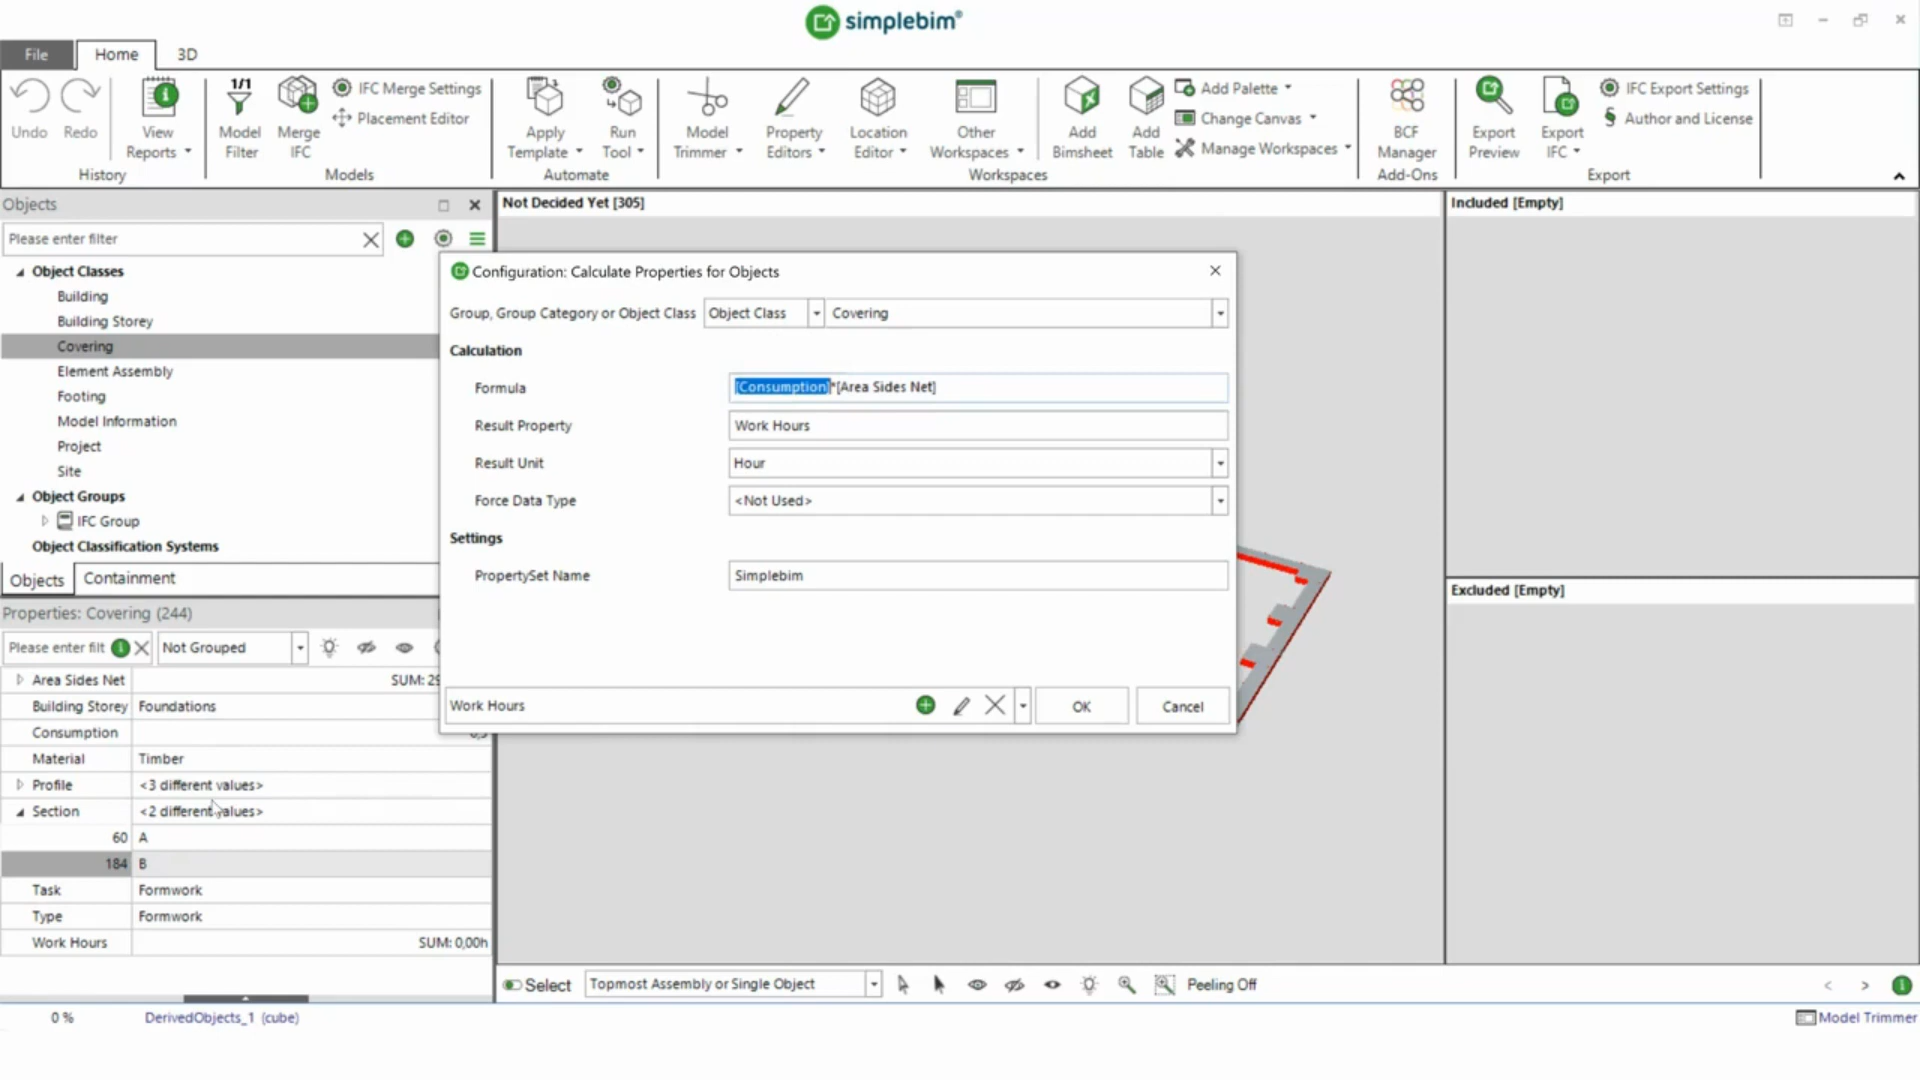 simplebim®
File
Home
3D
Undo
Redo
View
Reports
History
1/1
Model
Filter
Merge
IFC
IFC Merge Settings
Placement Editor
Models
Apply
Template
Run
Tool
Automate
Model
Trimmer
Property
Editors
Location
Editor
Other
Workspaces
Add
Bimsheet
Add
Table
Add Palette
Change Canvas
Manage Workspaces
Workspaces
BCF
Manager
Add-Ons
Export
Preview
Export
IFC
IFC Export Settings
Author and License
Export
Objects
Please enter filter
Object Classes
Building
Building Storey
Covering
Element Assembly
Footing
Model Information
Project
Site
Object Groups
IFC Group
Object Classification Systems
Objects
Containment
Properties: Covering (244)
Please enter filt
Not Grouped
Area Sides Net
SUM: 29
Building Storey
Foundations
Consumption
Material
Timber
Profile
<3 different values>
Section
<2 different values>
60
A
184
B
Task
Formwork
Type
Formwork
Work Hours
SUM: 0,00h
0 %
DerivedObjects_1 (cube)
Not Decided Yet [305]
Configuration: Calculate Properties for Objects
Group, Group Category or Object Class
Object Class
Covering
Calculation
Formula
[Consumption]*[Area Sides Net]
Result Property
Work Hours
Result Unit
Hour
Force Data Type
<Not Used>
Settings
PropertySet Name
Simplebim
Work Hours
OK
Cancel
Select
Topmost Assembly or Single Object
Peeling Off
Included [Empty]
Excluded [Empty]
Model Trimmer